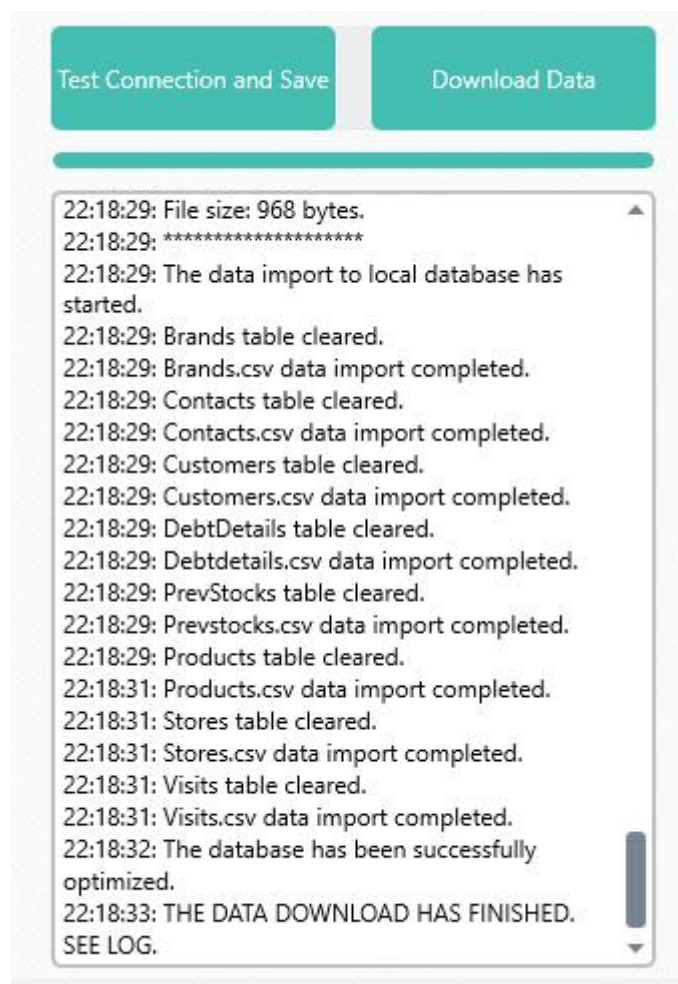 Test Connection and Save
Download Data
22:18:29: File size: 968 bytes.
22:18:29: ********************
22:18:29: The data import to local database has
started.
22:18:29: Brands table cleared.
22:18:29: Brands.csv data import completed.
22:18:29: Contacts table cleared.
22:18:29: Contacts.csv data import completed.
22:18:29: Customers table cleared.
22:18:29: Customers.csv data import completed.
22:18:29: DebtDetails table cleared.
22:18:29: Debtdetails.csv data import completed.
22:18:29: PrevStocks table cleared.
22:18:29: Prevstocks.csv data import completed.
22:18:29: Products table cleared.
22:18:31: Products.csv data import completed.
22:18:31: Stores table cleared.
22:18:31: Stores.csv data import completed.
22:18:31: Visits table cleared.
22:18:31: Visits.csv data import completed.
22:18:32: The database has been successfully
optimized.
22:18:33: THE DATA DOWNLOAD HAS FINISHED.
SEE LOG.